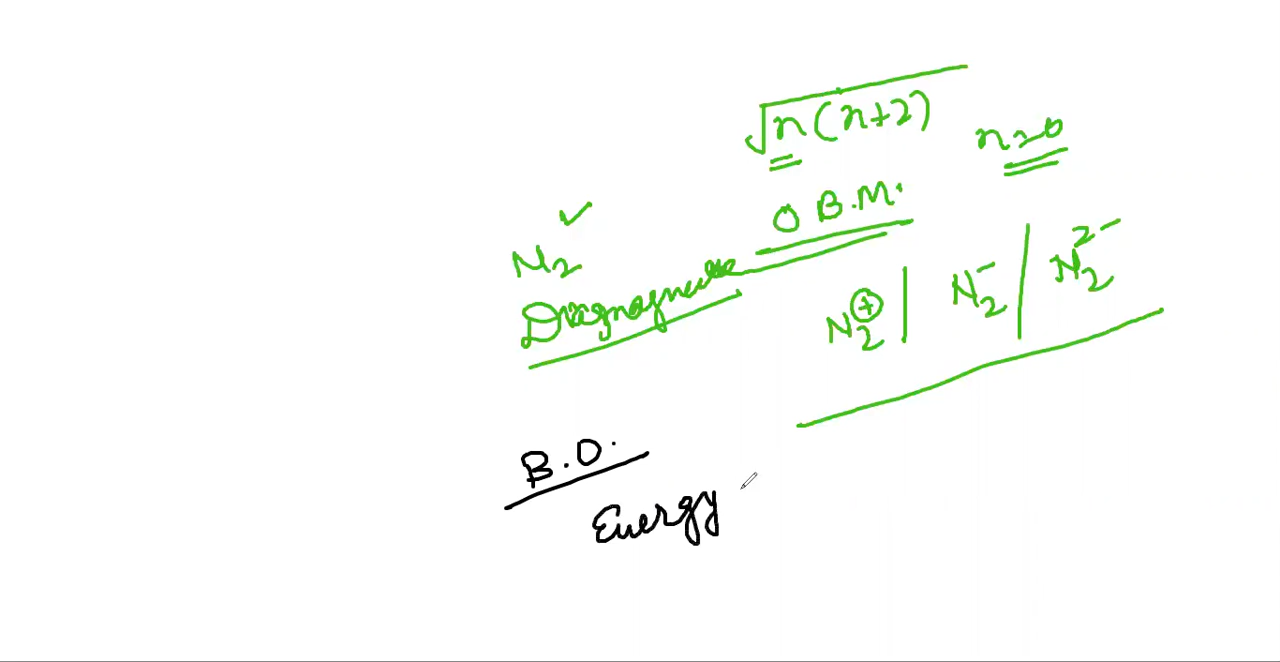 √n(n+2)
n=0
0 B.M.
N₂ ✓
Diagmagnetic
N₂⁺ | N₂⁻ | N₂²⁻
B.O.
Energy